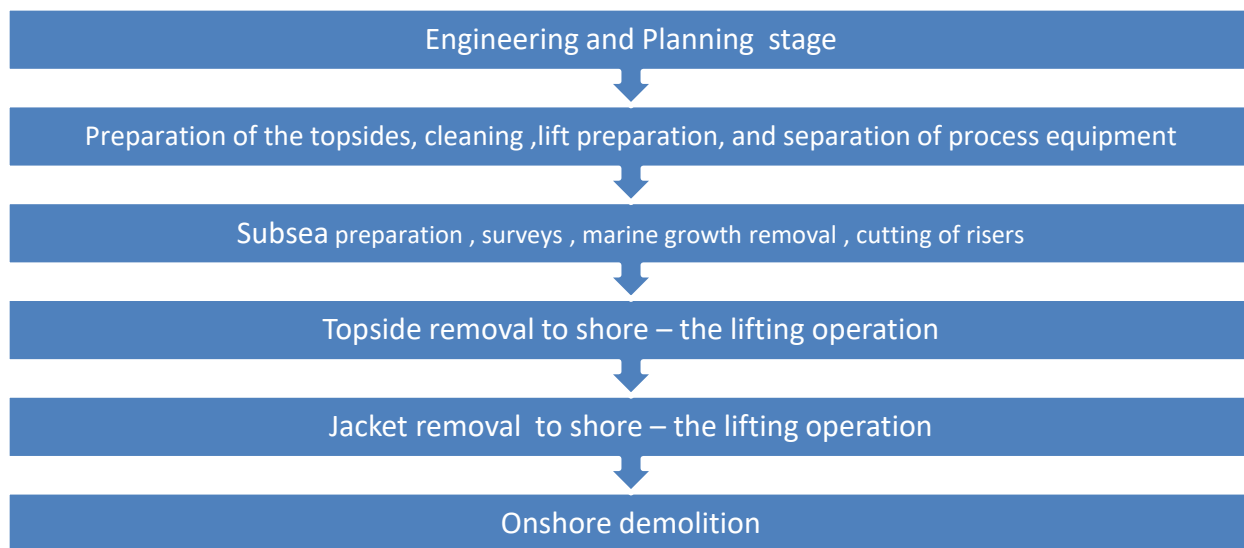 Engineering and Planning  stage
Preparation of the topsides, cleaning ,lift preparation, and separation of process equipment
Subsea preparation , surveys , marine growth removal , cutting of risers
Topside removal to shore – the lifting operation
Jacket removal  to shore – the lifting operation
Onshore demolition